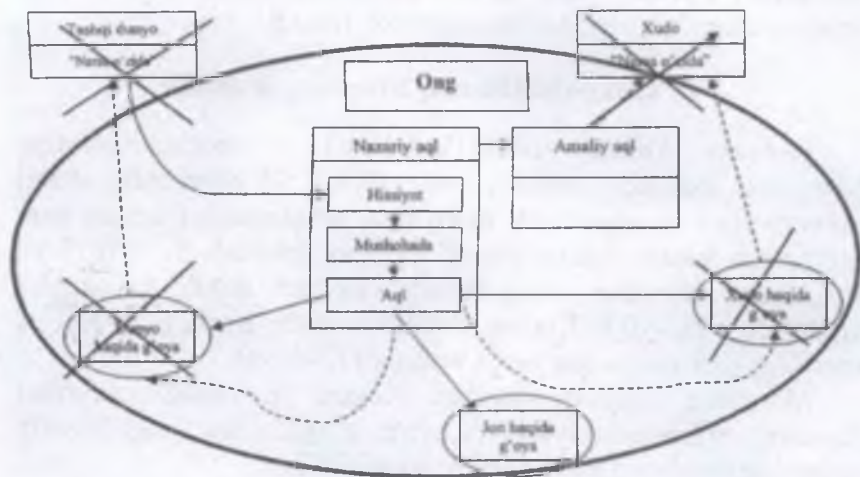 Tashqi dunyo
"Narsa o'zida"
Xudo
"Narsa o'zida"
Ong
Nazariy aql
Amaliy aql
Hissiyot
Mushohada
Aql
Dunyo
haqida g'oya
Xudo haqida
g'oya
Jon haqida
g'oya